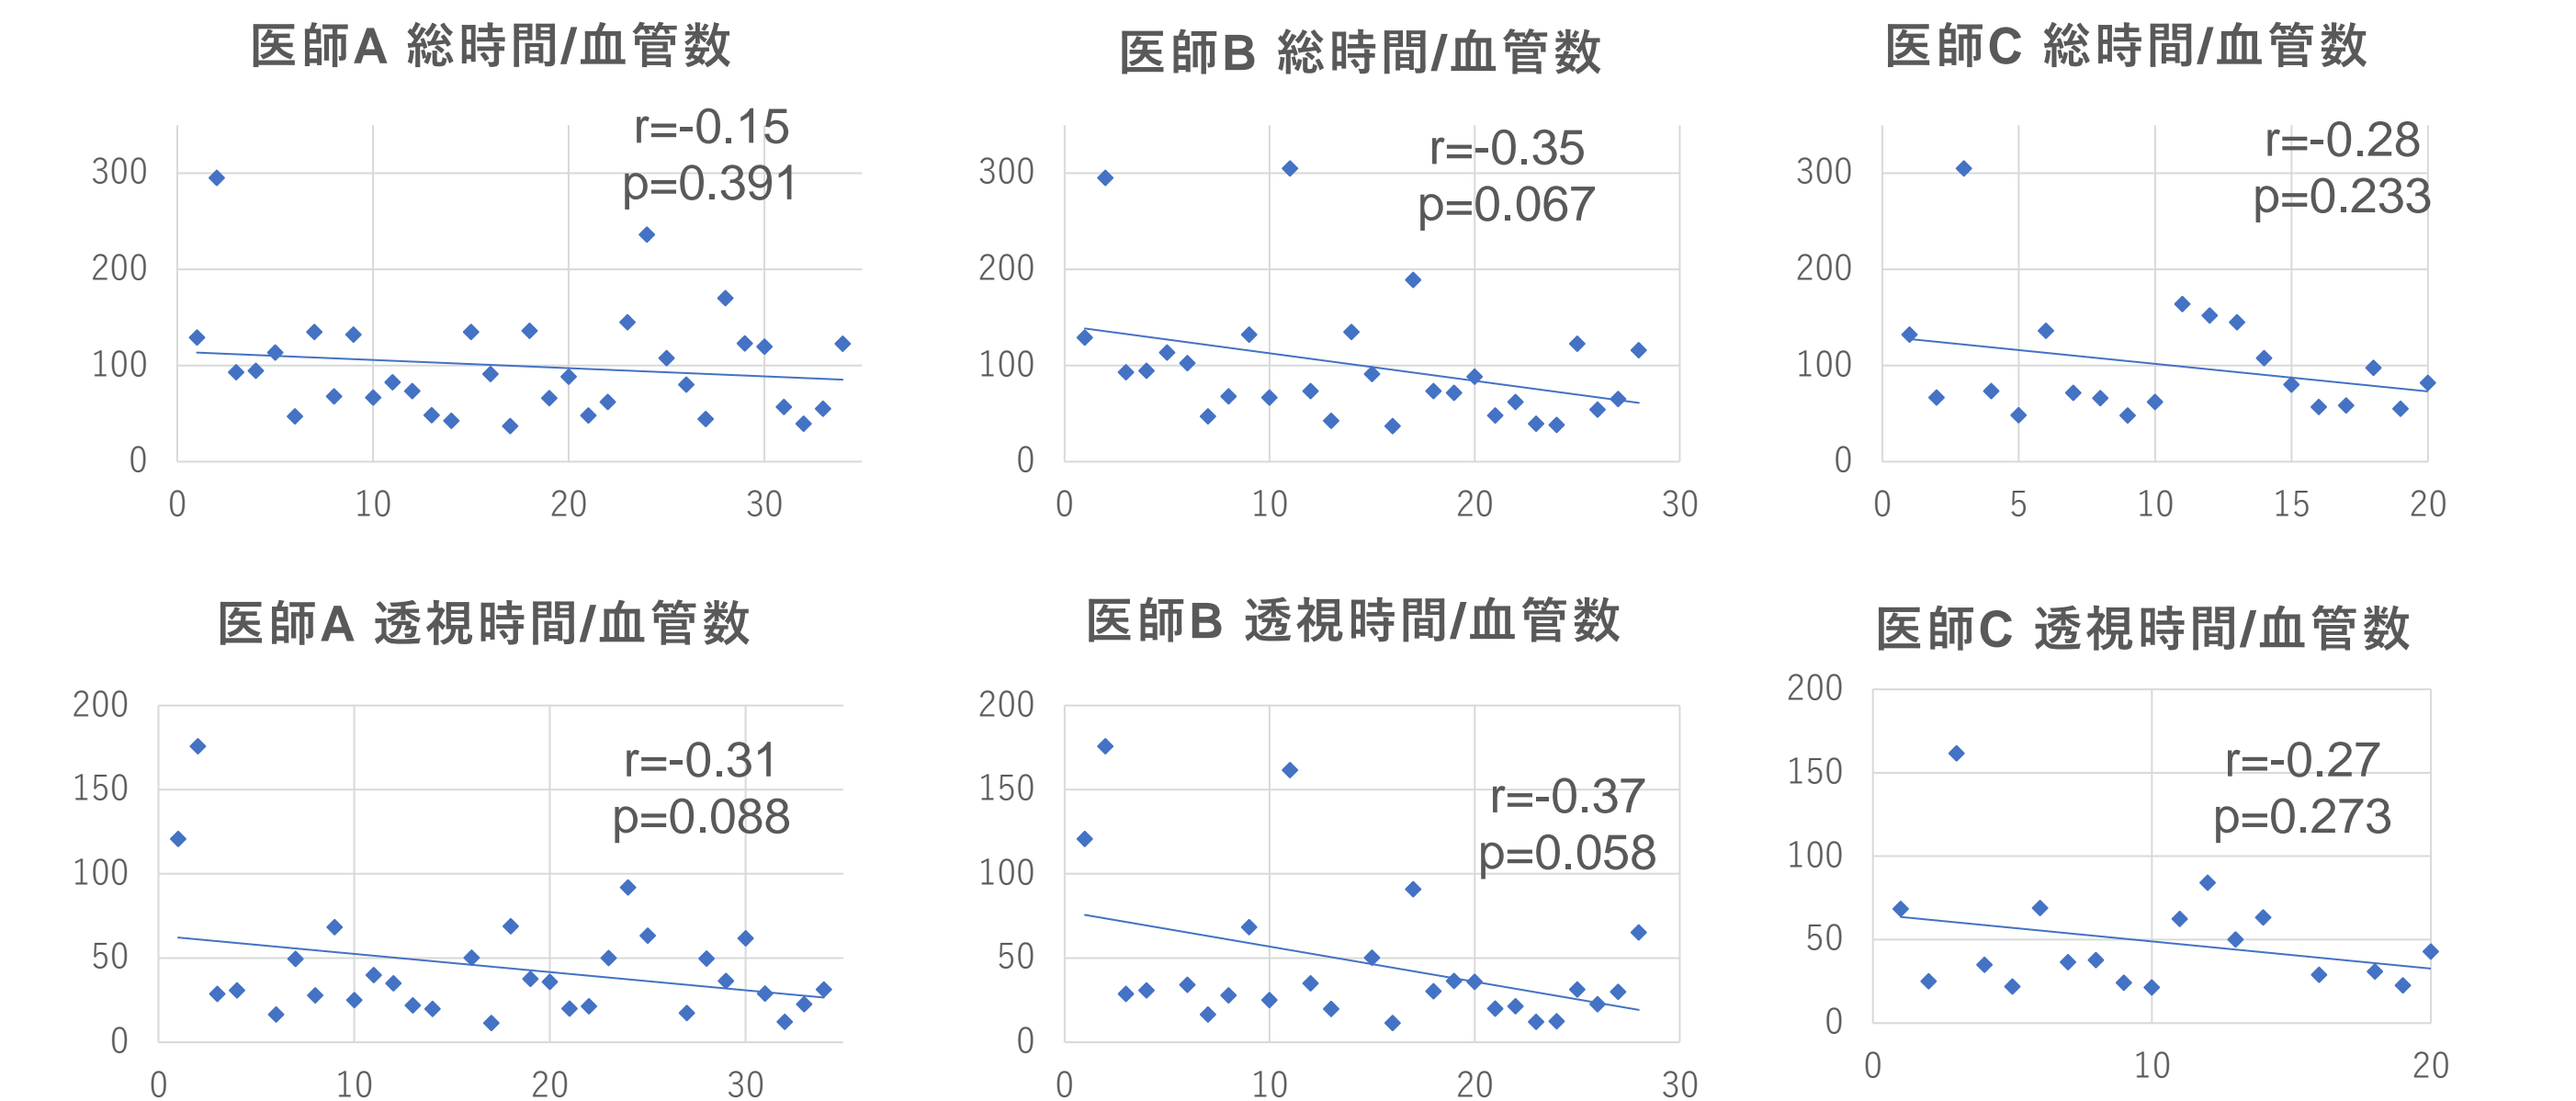 医師A 総時間/血管数
r=-0.15
p=0.391
300
200
100
0
0 10 20 30
医師B 総時間/血管数
r=-0.35
p=0.067
300
200
100
0
0 10 20 30
医師C 総時間/血管数
r=-0.28
p=0.233
300
200
100
0
0 5 10 15 20
医師A 透視時間/血管数
r=-0.31
p=0.088
200
150
100
50
0
0 10 20 30
医師B 透視時間/血管数
r=-0.37
p=0.058
200
150
100
50
0
0 10 20 30
医師C 透視時間/血管数
r=-0.27
p=0.273
200
150
100
50
0
0 10 20